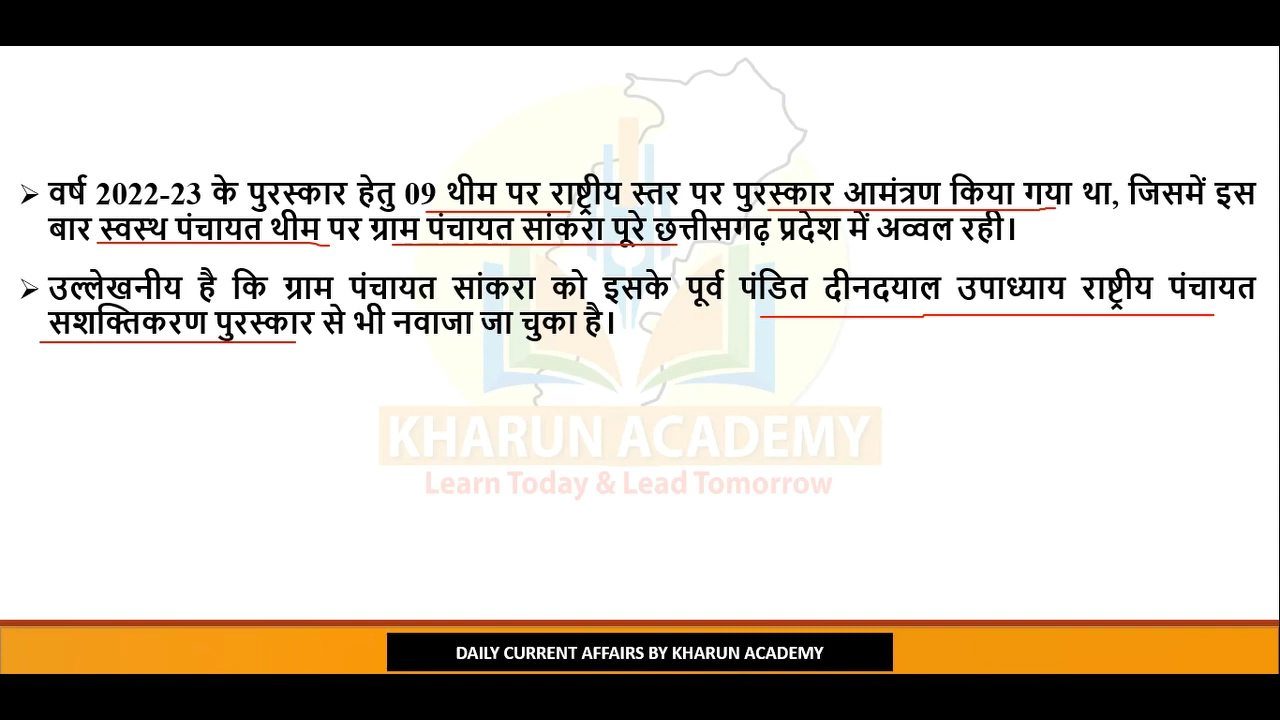 ➢ वर्ष 2022-23 के पुरस्कार हेतु 09 थीम पर राष्ट्रीय स्तर पर पुरस्कार आमंत्रण किया गया था, जिसमें इस
बार स्वस्थ पंचायत थीम पर ग्राम पंचायत सांकरा पूरे छत्तीसगढ़ प्रदेश में अव्वल रही।
➢ उल्लेखनीय है कि ग्राम पंचायत सांकरा को इसके पूर्व पंडित दीनदयाल उपाध्याय राष्ट्रीय पंचायत
सशक्तिकरण पुरस्कार से भी नवाजा जा चुका है।
KHARUN ACADEMY
Learn Today & Lead Tomorrow
DAILY CURRENT AFFAIRS BY KHARUN ACADEMY